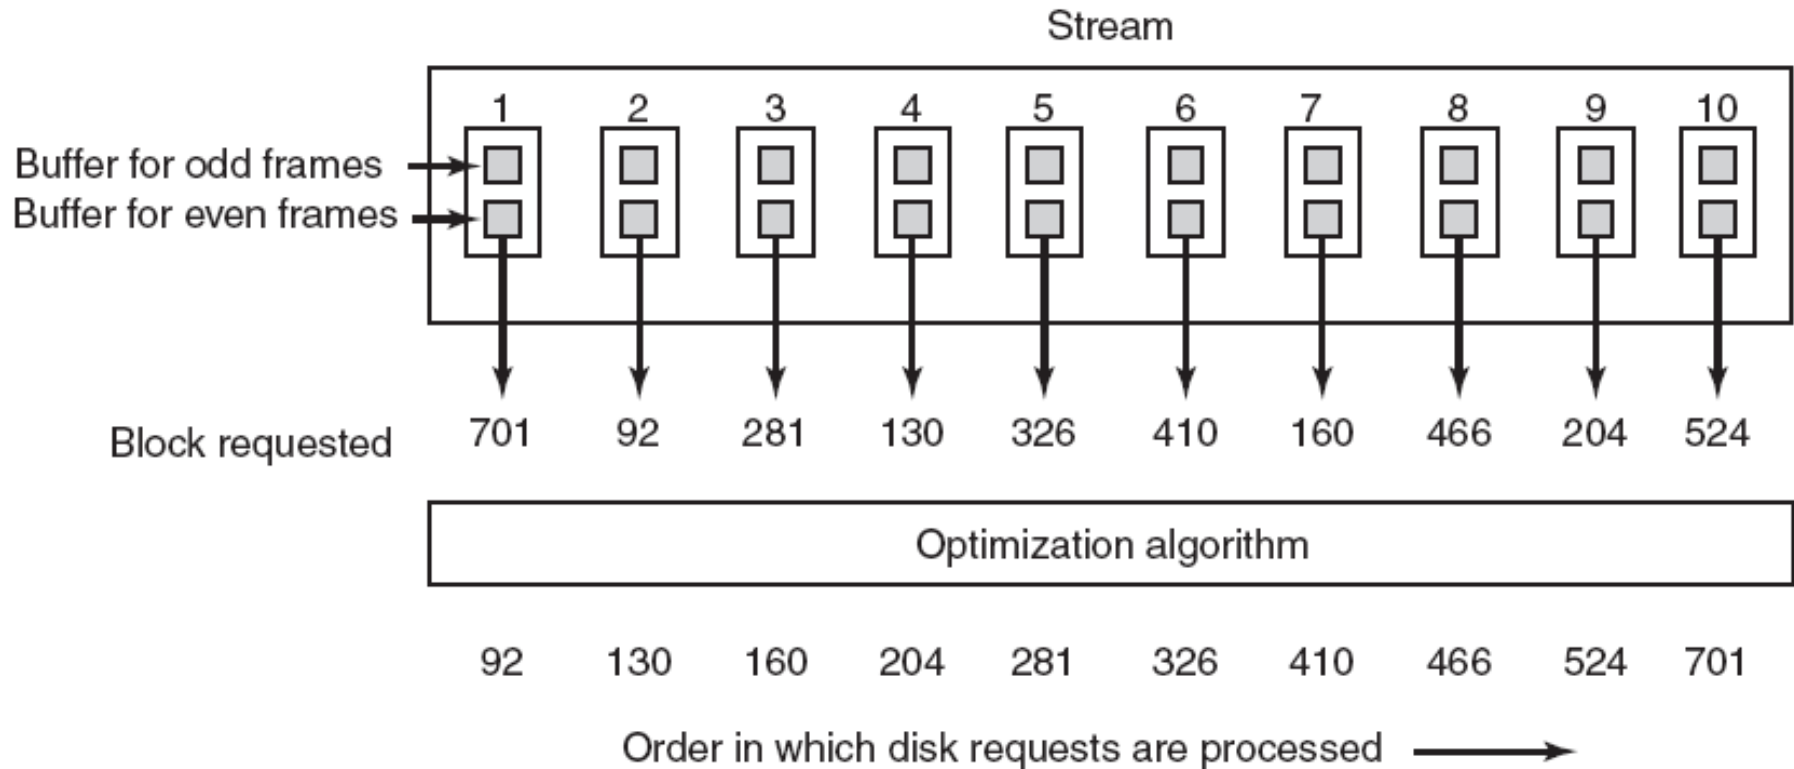 Stream
1 2 3 4 5 6 7 8 9 10
Buffer for odd frames
Buffer for even frames
Block requested 701 92 281 130 326 410 160 466 204 524
Optimization algorithm
92 130 160 204 281 326 410 466 524 701
Order in which disk requests are processed